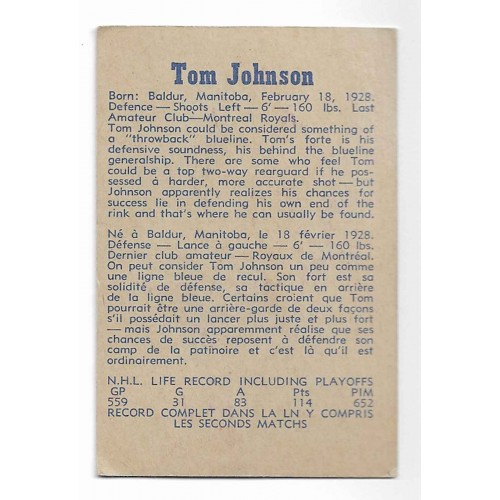 Tom Johnson
Born: Baldur, Manitoba, February 18, 1928.
Defence—Shoots Left—6'—160 lbs. Last
Amateur Club—Montreal Royals.
Tom Johnson could be considered something of
a "throwback" blueline. Tom's forte is his
defensive soundness, his behind the blueline
generalship. There are some who feel Tom
could be a top two-way rearguard if he pos-
sessed a harder, more accurate shot—but
Johnson apparently realizes his chances for
success lie in defending his own end of the
rink and that's where he can usually be found.
Né à Baldur, Manitoba, le 18 février 1928.
Défense — Lance à gauche — 6' — 160 lbs.
Dernier club amateur—Royaux de Montréal.
On peut considér Tom Johnson un peu comme
une ligne bleue de recul. Son fort est sa
solidité de défense, sa tactique en arrière
de la ligne bleue. Certains croient que Tom
pourrait être une arrière-garde de deux façons
s'il possédait un lancer plus juste et plus fort
—mais Johnson apparemment réalise que ses
chances de succès reposent à défendre son
camp de la patinoire et c'est là qu'il est
ordinairement.
N.H.L. LIFE RECORD INCLUDING PLAYOFFS
GP G A Pts PIM
559 31 83 114 652
RECORD COMPLET DANS LA LN Y COMPRIS
LES SECONDS MATCHS